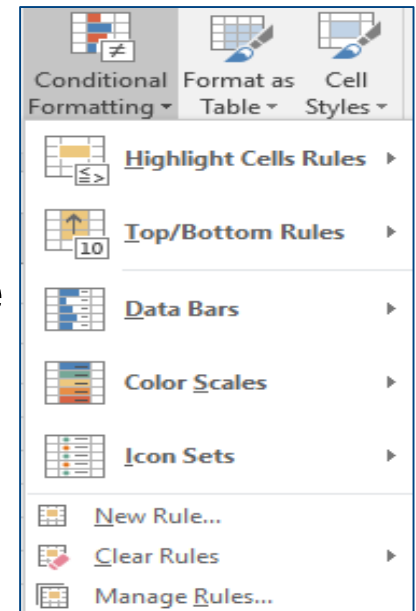 Conditional Format as Cell
Formatting Table Styles
≠
Highlight Cells Rules
≤>
Top/Bottom Rules
10
Data Bars
Color Scales
Icon Sets
New Rule...
Clear Rules
Manage Rules...
e